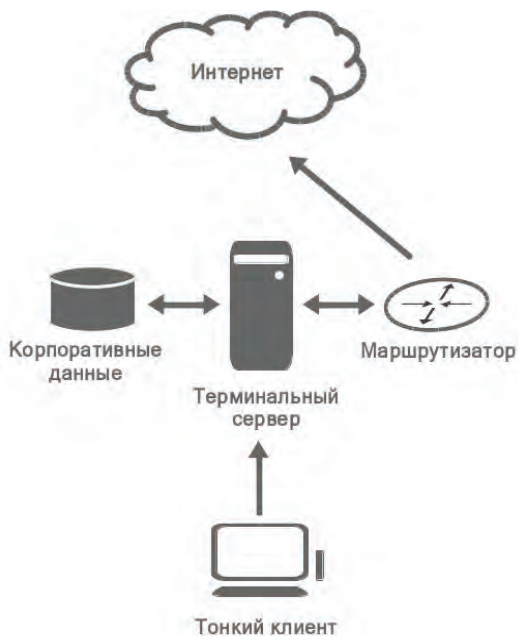 Интернет
Корпоративные
данные
Терминальный
сервер
Маршрутизатор
Тонкий клиент